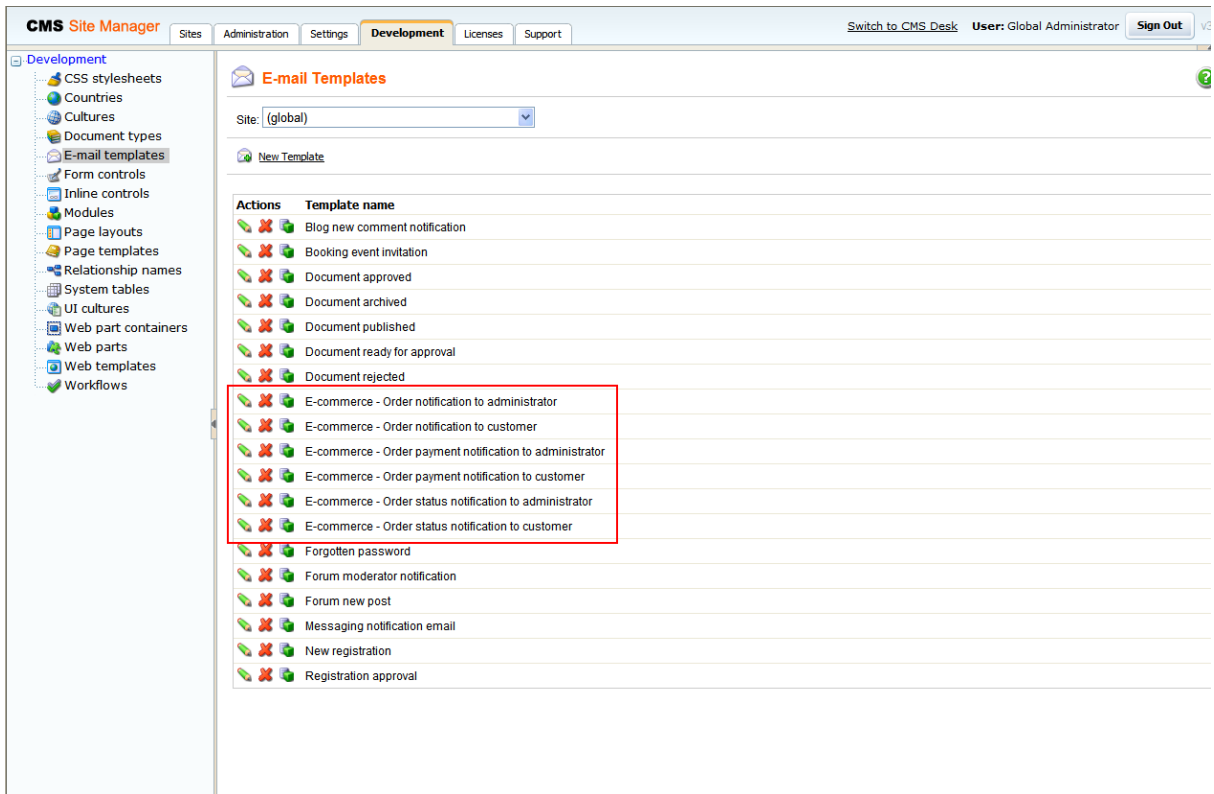 CMS Site Manager Sites Administration Settings Development Licenses Support Switch to CMS Desk User: Global Administrator Sign Out v3
Development
CSS stylesheets
Countries
Cultures
Document types
E-mail templates
Form controls
Inline controls
Modules
Page layouts
Page templates
Relationship names
System tables
UI cultures
Web part containers
Web parts
Web templates
Workflows
E-mail Templates
Site: (global)
New Template
Actions Template name
Blog new comment notification
Booking event invitation
Document approved
Document archived
Document published
Document ready for approval
Document rejected
E-commerce - Order notification to administrator
E-commerce - Order notification to customer
E-commerce - Order payment notification to administrator
E-commerce - Order payment notification to customer
E-commerce - Order status notification to administrator
E-commerce - Order status notification to customer
Forgotten password
Forum moderator notification
Forum new post
Messaging notification email
New registration
Registration approval